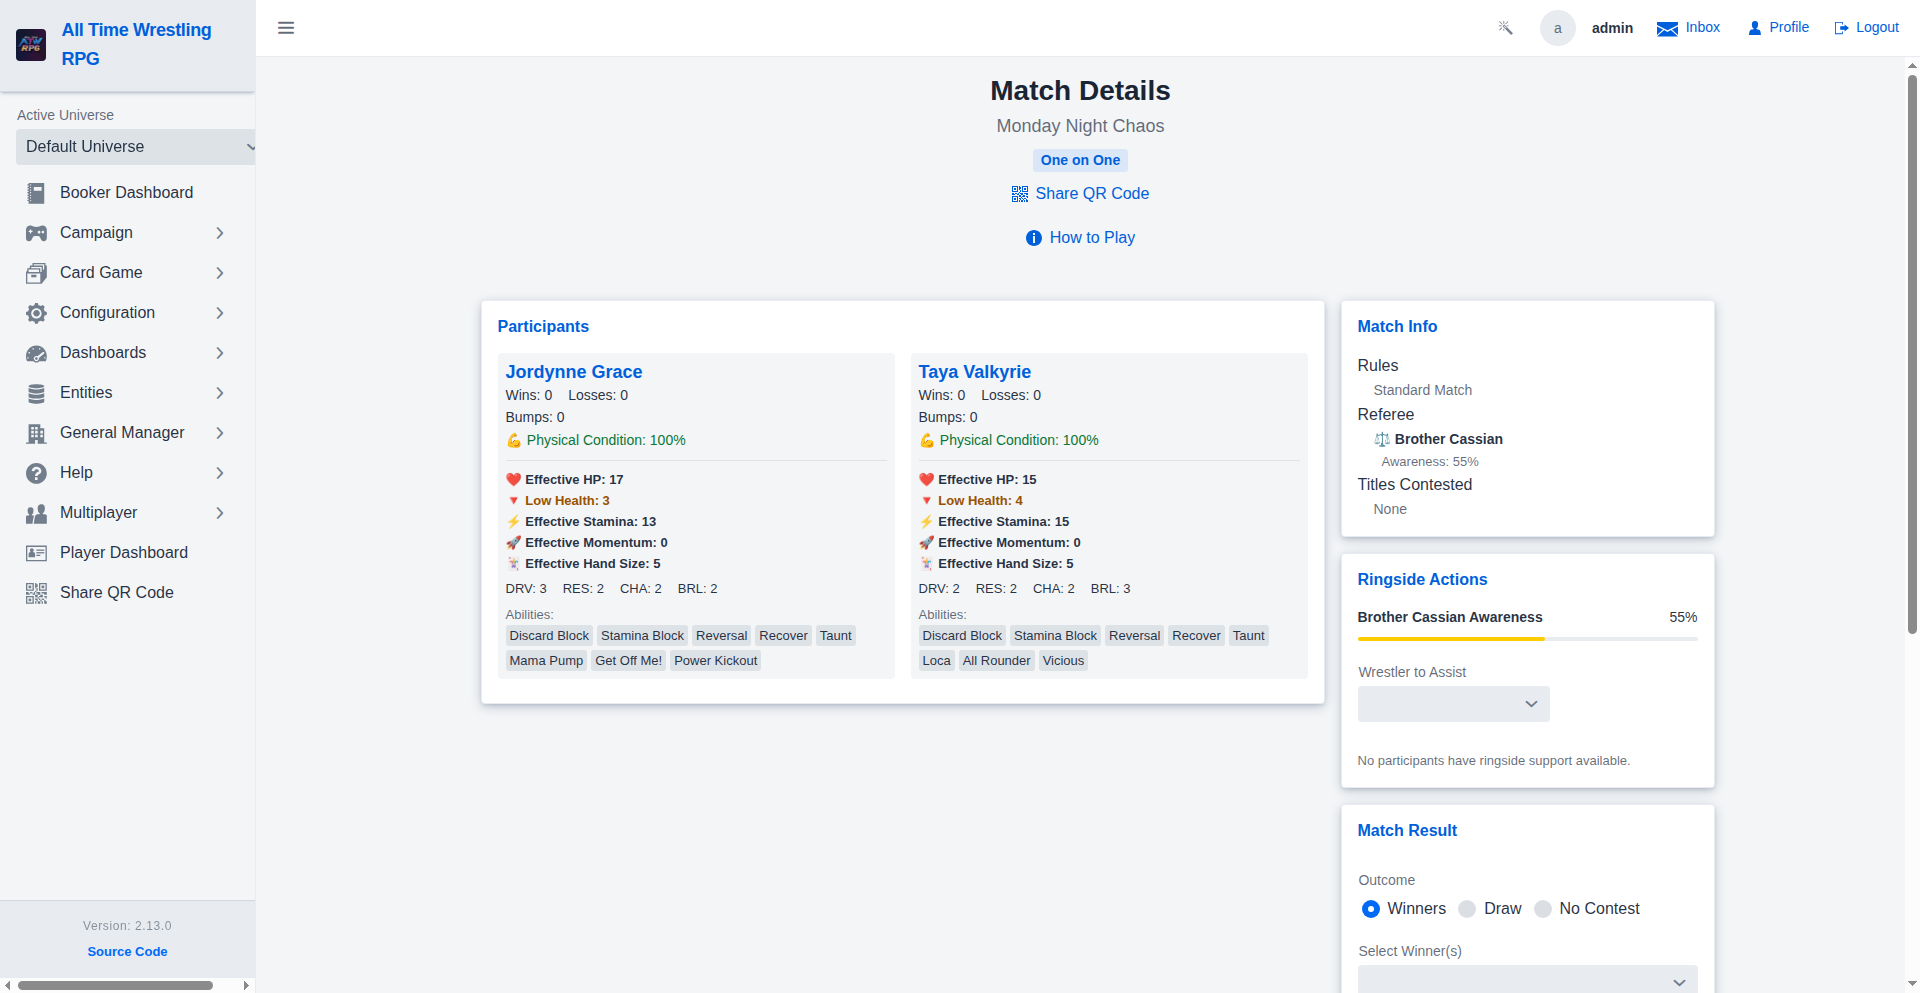 All Time Wrestling
RPG
Active Universe
Default Universe
Booker Dashboard
Campaign
Card Game
Configuration
Dashboards
Entities
General Manager
Help
Multiplayer
Player Dashboard
Share QR Code
Version: 2.13.0
Source Code
a admin Inbox Profile Logout
Match Details
Monday Night Chaos
One on One
Share QR Code
How to Play
Participants
Jordynne Grace
Wins: 0 Losses: 0
Bumps: 0
💪 Physical Condition: 100%
❤️ Effective HP: 17
🔻 Low Health: 3
⚡ Effective Stamina: 13
🚀 Effective Momentum: 0
🃏 Effective Hand Size: 5
DRV: 3 RES: 2 CHA: 2 BRL: 2
Abilities:
Discard Block Stamina Block Reversal Recover Taunt
Mama Pump Get Off Me! Power Kickout
Taya Valkyrie
Wins: 0 Losses: 0
Bumps: 0
💪 Physical Condition: 100%
❤️ Effective HP: 15
🔻 Low Health: 4
⚡ Effective Stamina: 15
🚀 Effective Momentum: 0
🃏 Effective Hand Size: 5
DRV: 2 RES: 2 CHA: 2 BRL: 3
Abilities:
Discard Block Stamina Block Reversal Recover Taunt
Loca All Rounder Vicious
Match Info
Rules
Standard Match
Referee
⚖️ Brother Cassian
Awareness: 55%
Titles Contested
None
Ringside Actions
Brother Cassian Awareness 55%
Wrestler to Assist
No participants have ringside support available.
Match Result
Outcome
Winners Draw No Contest
Select Winner(s)